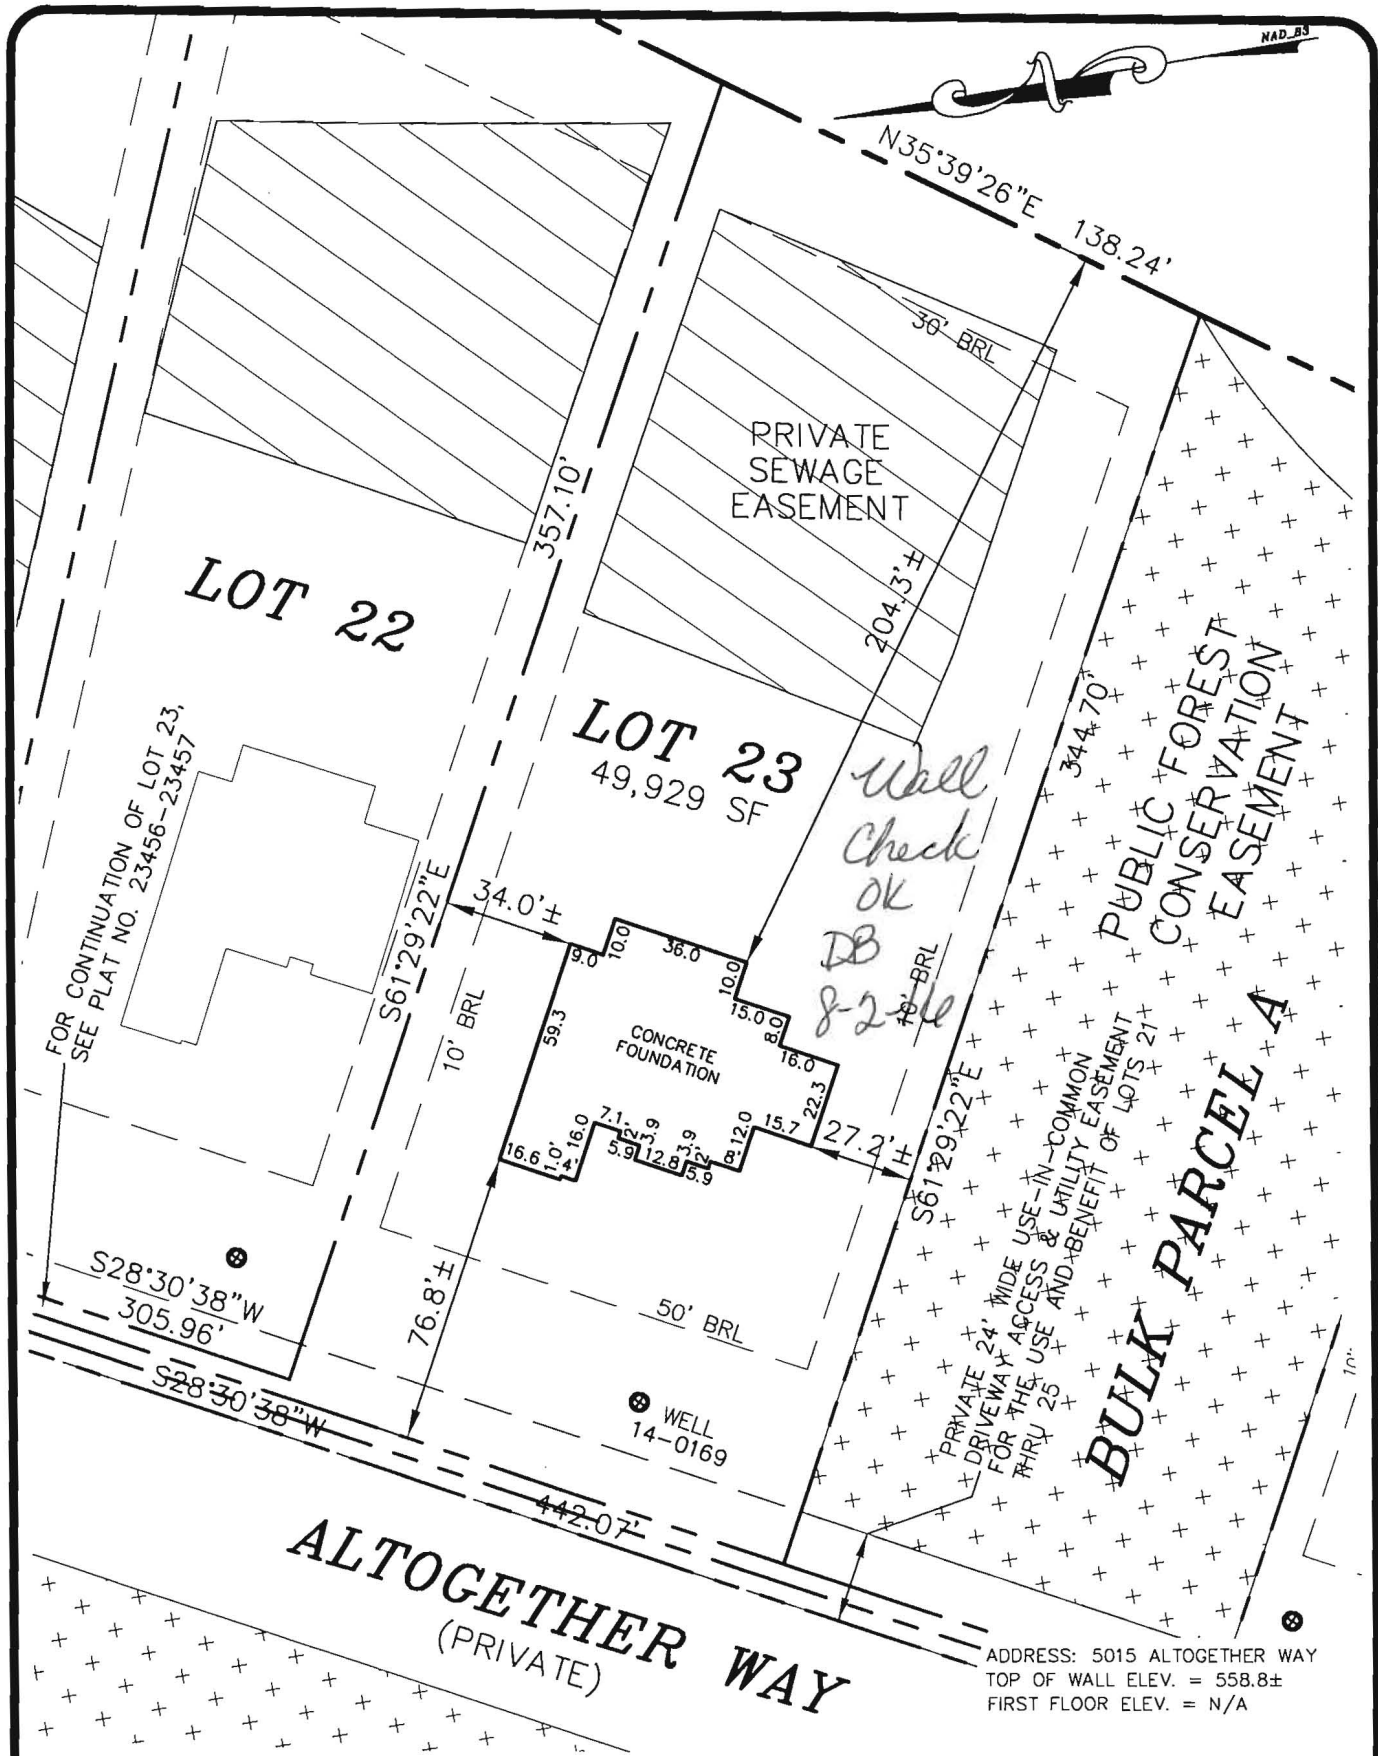 NAD_83
N35°39'26"E 138.24'
30' BRL
PRIVATE
SEWAGE
EASEMENT
357.10'
204.3'±
LOT 22
LOT 23
49,929 SF
344.70'
PUBLIC FOREST
CONSERVATION
EASEMENT
Wall
Check
OK
DB
FOR CONTINUATION OF LOT 23,
SEE PLAT NO. 23456-23457
S61°29'22"E
10' BRL
34.0'±
9.0
10.0
36.0
10.0
15.0
8.0
16.0
22.3
15.7
12.0
8'
2'
5.9
3.9
12.8
3.9
2'
5.9
7.1
16.0
4'
1.0'
16.6
59.3
CONCRETE
FOUNDATION
10' BRL
27.2'±
S61°29'22"E
76.8'±
50' BRL
WELL
14-0169
S28°30'38"W
305.96'
S28°30'38"W
442.07'
PRIVATE 24' WIDE USE-IN-COMMON
DRIVEWAY ACCESS & UTILITY EASEMENT
FOR THE USE AND BENEFIT OF LOTS 21
THRU 25
BULK PARCEL A
10'
ALTOGETHER WAY
(PRIVATE)
ADDRESS: 5015 ALTOGETHER WAY
TOP OF WALL ELEV. = 558.8±
FIRST FLOOR ELEV. = N/A